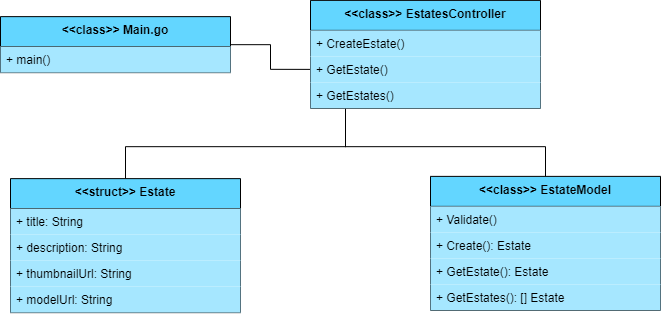 <<class>> Main.go
+ main()
<<class>> EstatesController
+ CreateEstate()
+ GetEstate()
+ GetEstates()
<<struct>> Estate
+ title: String
+ description: String
+ thumbnailUrl: String
+ modelUrl: String
<<class>> EstateModel
+ Validate()
+ Create(): Estate
+ GetEstate(): Estate
+ GetEstates(): [] Estate